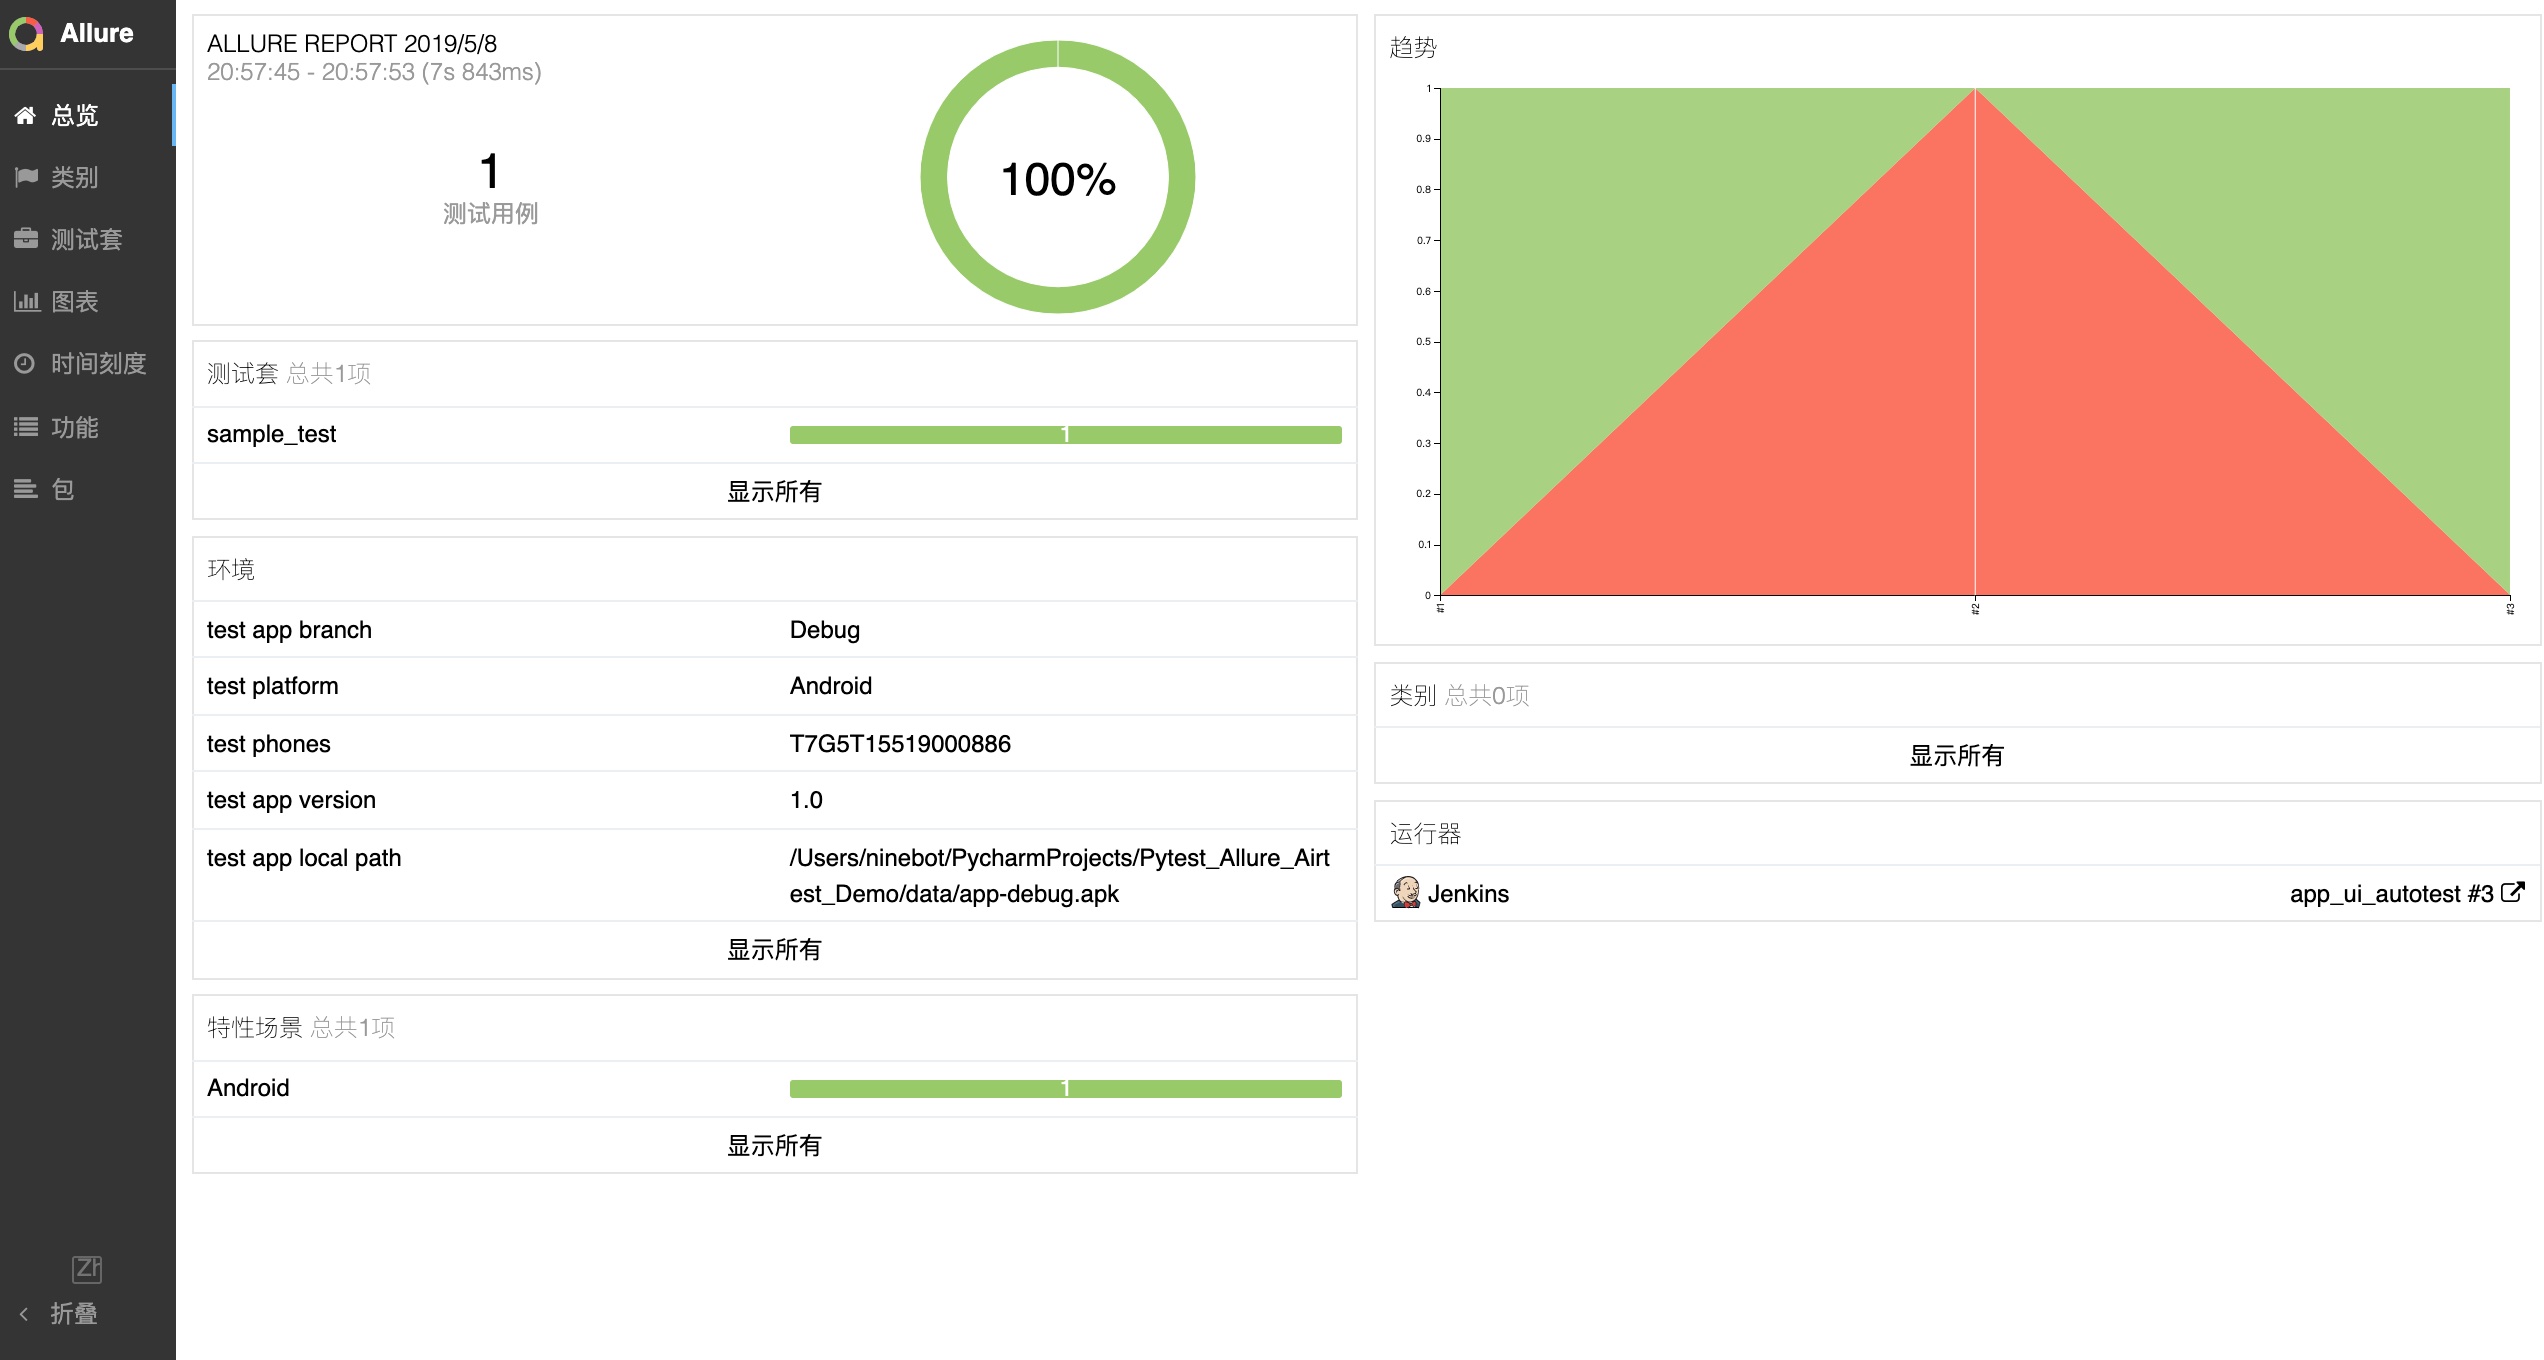 Allure
总览
类别
测试套
图表
时间刻度
功能
包
Zh
折叠
ALLURE REPORT 2019/5/8
20:57:45 - 20:57:53 (7s 843ms)
1
测试用例
100%
测试套 总共1项
sample_test 1
显示所有
环境
test app branch Debug
test platform Android
test phones T7G5T15519000886
test app version 1.0
test app local path /Users/ninebot/PycharmProjects/Pytest_Allure_Airt
est_Demo/data/app-debug.apk
显示所有
特性场景 总共1项
Android 1
显示所有
趋势
1
0.9
0.8
0.7
0.6
0.5
0.4
0.3
0.2
0.1
0
#1 #2 #3
类别 总共0项
显示所有
运行器
Jenkins app_ui_autotest #3